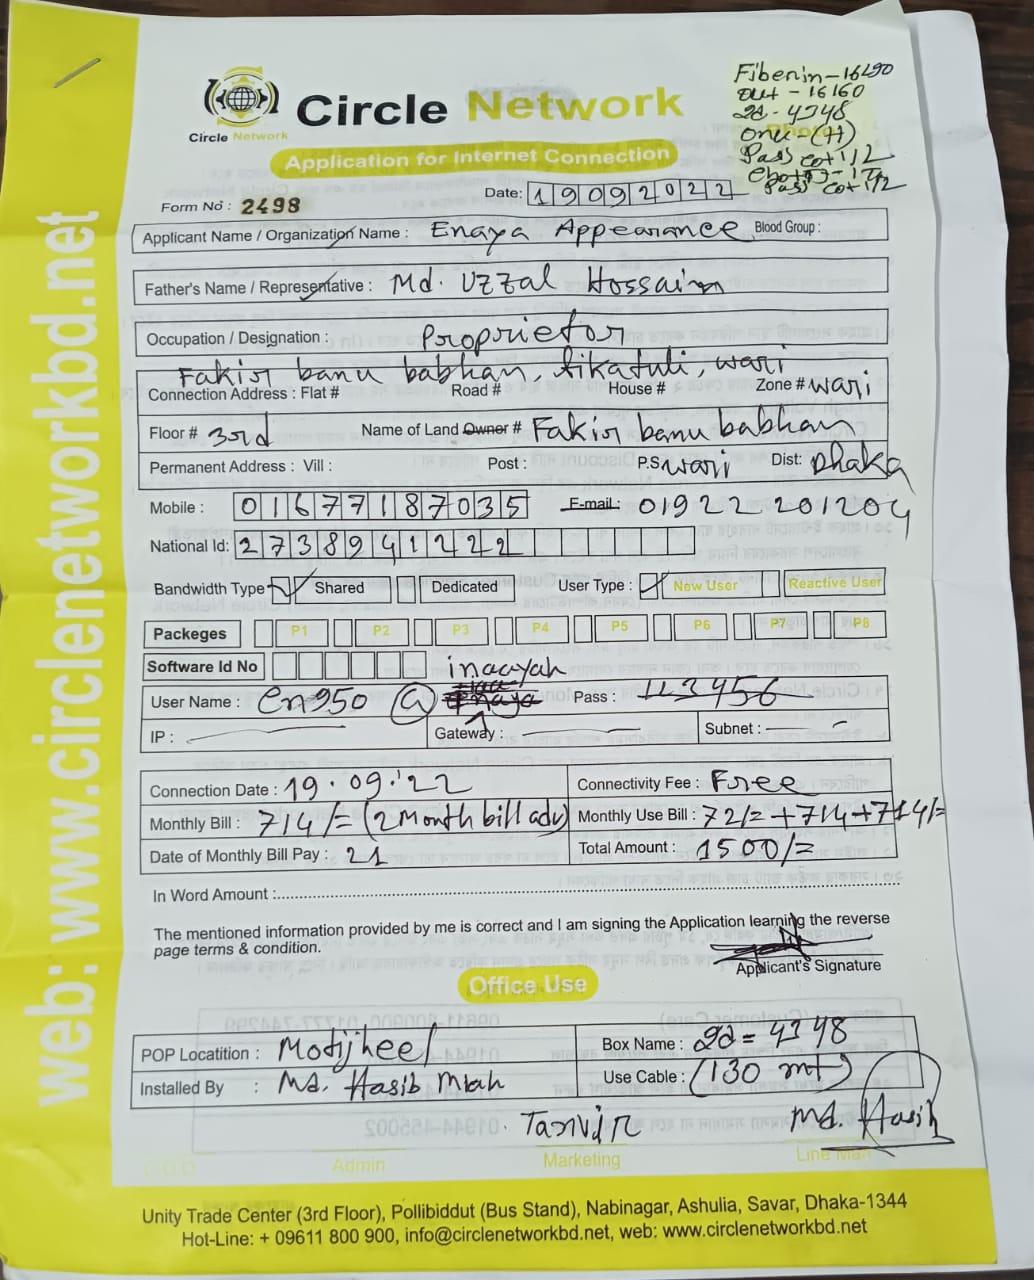 Fiberin-16290
out - 16160
Circle Network
Onu-(H)
Circle Network
Application for Internet Connection
Form No : 2498
Date: 19092022
Applicant Name / Organization Name : Enaya Appearance Blood Group :
Father's Name / Representative : Md. Uzzal Hossain
Occupation / Designation : Proprietor
Fakir banu babhan, tikatuli, wari
Connection Address : Flat # Road # House # Zone # wari
Floor # 3rd Name of Land Owner # Fakir banu babhan
Permanent Address : Vill : Post : P.S wari Dist: Dhaka
Mobile : 01677187035 E-mail : 01922201204
National Id: 2738941222
Bandwidth Type Shared Dedicated User Type : New User Reactive User
Packeges P1 P2 P3 P4 P5 P6 P7 P8
Software Id No
inaayah
User Name : Cn950 @ Pass : 123456
IP : Gateway : Subnet :
Connection Date : 19.09.'22 Connectivity Fee : Free
Monthly Bill : 714/= (2 Month bill adv) Monthly Use Bill : 72/= + 714+714/=
Date of Monthly Bill Pay : 21 Total Amount : 1500/=
In Word Amount :
The mentioned information provided by me is correct and I am signing the Application learning the reverse
page terms & condition.
Applicant's Signature
Office Use
POP Locatition : Motijheel Box Name : 4748
Installed By : Md. Hasib Miah Use Cable : (130 mt)
Tanvir Md. Hasib
Admin Marketing Line Man
Unity Trade Center (3rd Floor), Pollibiddut (Bus Stand), Nabinagar, Ashulia, Savar, Dhaka-1344
Hot-Line: + 09611 800 900, info@circlenetworkbd.net, web: www.circlenetworkbd.net
web: www.circlenetworkbd.net